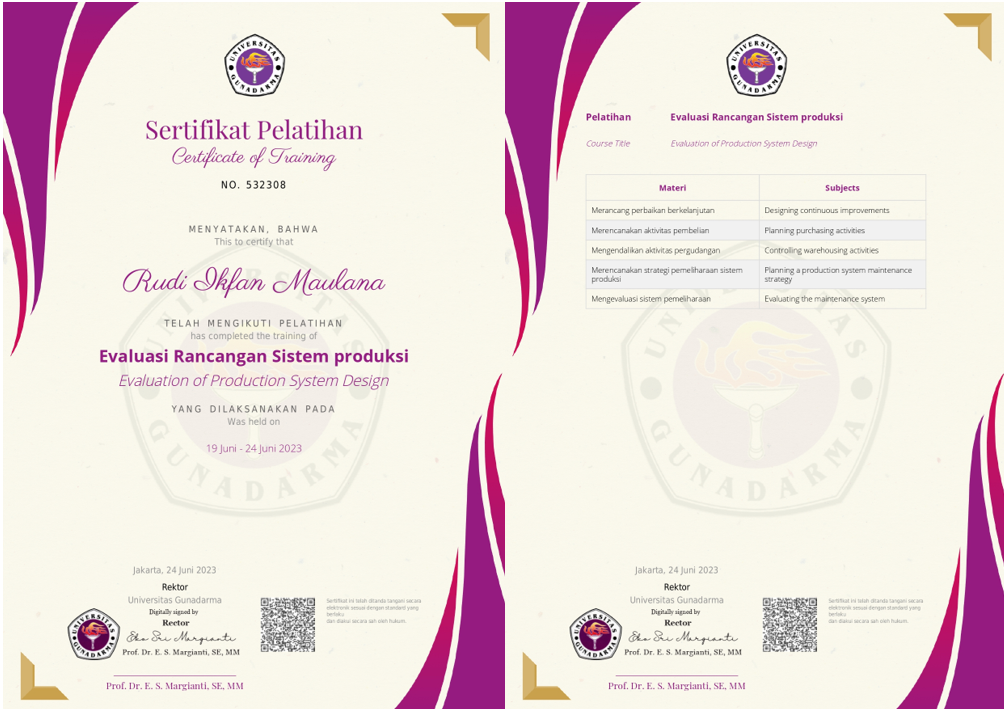 UNIVERSITAS GUNADARMA
Sertifikat Pelatihan
Certificate of Training
NO. 532308
MENYATAKAN, BAHWA
This to certify that
Rudi Ikfan Maulana
TELAH MENGIKUTI PELATIHAN
has completed the training of
Evaluasi Rancangan Sistem produksi
Evaluation of Production System Design
YANG DILAKSANAKAN PADA
Was held on
19 Juni - 24 Juni 2023
Jakarta, 24 Juni 2023
Rektor
Universitas Gunadarma
Digitally signed by
Rector
Eko Sri Margianti
Prof. Dr. E. S. Margianti, SE, MM
Sertifikat ini telah ditanda tangani secara
elektronik sesuai dengan standard yang
berlaku
dan diakui secara sah oleh hukum.
Prof. Dr. E. S. Margianti, SE, MM
UNIVERSITAS GUNADARMA
Pelatihan Evaluasi Rancangan Sistem produksi
Course Title Evaluation of Production System Design
Materi Subjects
Merancang perbaikan berkelanjutan Designing continuous improvements
Merencanakan aktivitas pembelian Planning purchasing activities
Mengendalikan aktivitas pergudangan Controlling warehousing activities
Merencanakan strategi pemeliharaan sistem produksi Planning a production system maintenance strategy
Mengevaluasi sistem pemeliharaan Evaluating the maintenance system
Jakarta, 24 Juni 2023
Rektor
Universitas Gunadarma
Digitally signed by
Rector
Eko Sri Margianti
Prof. Dr. E. S. Margianti, SE, MM
Sertifikat ini telah ditanda tangani secara
elektronik sesuai dengan standard yang
berlaku
dan diakui secara sah oleh hukum.
Prof. Dr. E. S. Margianti, SE, MM